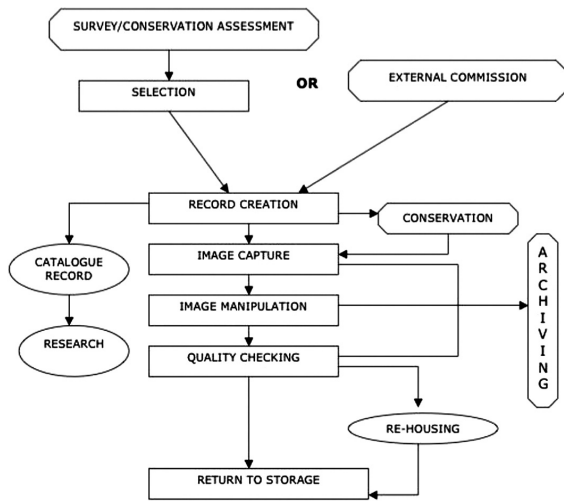 SURVEY/CONSERVATION ASSESSMENT
SELECTION
OR
EXTERNAL COMMISSION
RECORD CREATION
CONSERVATION
CATALOGUE
RECORD
IMAGE CAPTURE
ARCHIVING
IMAGE MANIPULATION
RESEARCH
QUALITY CHECKING
RE-HOUSING
RETURN TO STORAGE